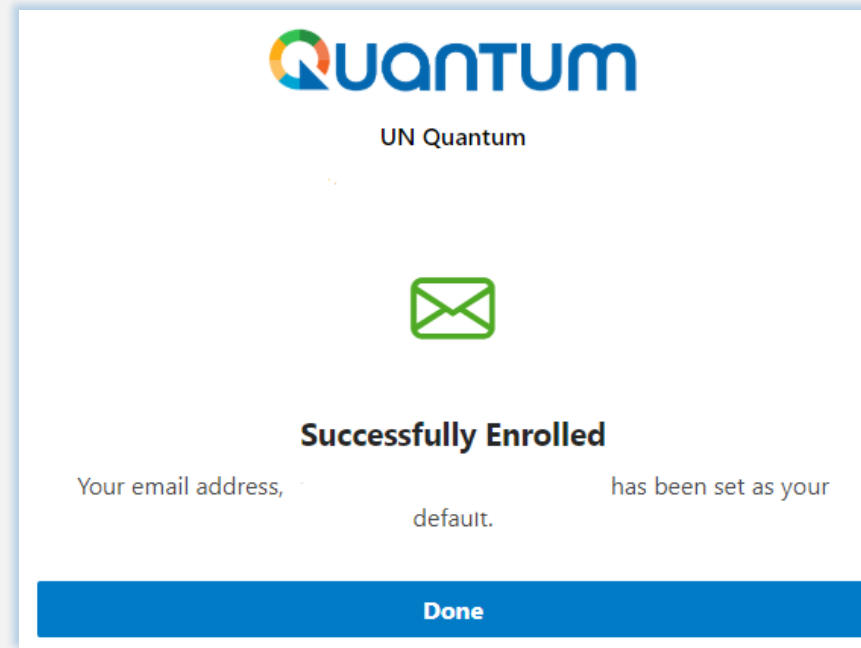 QUANTUM
UN Quantum
Successfully Enrolled
Your email address, has been set as your
default.
Done